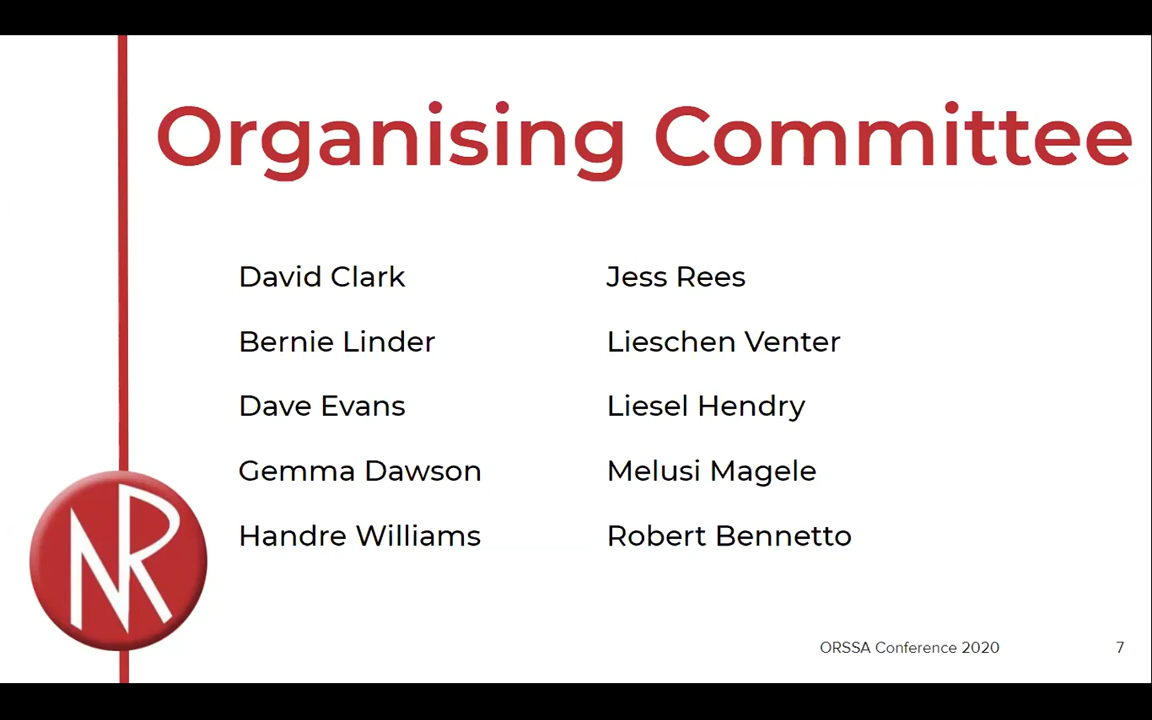 Organising Committee
David Clark
Bernie Linder
Dave Evans
Gemma Dawson
Handre Williams
Jess Rees
Lieschen Venter
Liesel Hendry
Melusi Magele
Robert Bennetto
NR
ORSSA Conference 2020
7